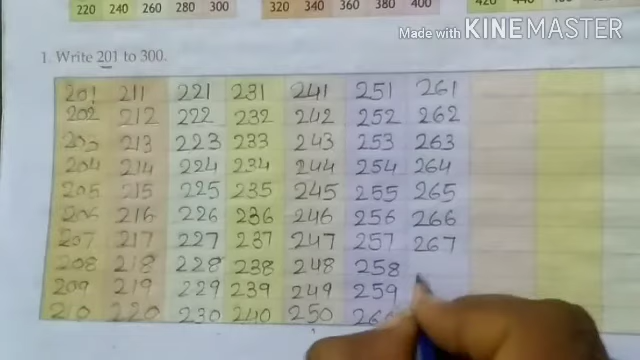 220 240 260 280 300 320 340 360 380 400 420
Made with KINEMASTER
1. Write 201 to 300.
201 211 221 231 241 251 261
202 212 222 232 242 252 262
203 213 223 233 243 253 263
204 214 224 234 244 254 264
205 215 225 235 245 255 265
206 216 226 236 246 256 266
207 217 227 237 247 257 267
208 218 228 238 248 258
209 219 229 239 249 259
210 220 230 240 250